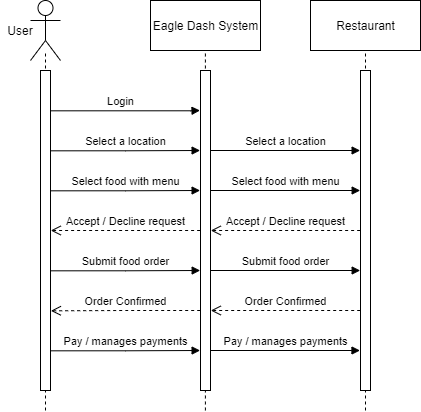 User
Eagle Dash System
Restaurant
Login
Select a location
Select a location
Select food with menu
Select food with menu
Accept / Decline request
Accept / Decline request
Submit food order
Submit food order
Order Confirmed
Order Confirmed
Pay / manages payments
Pay / manages payments